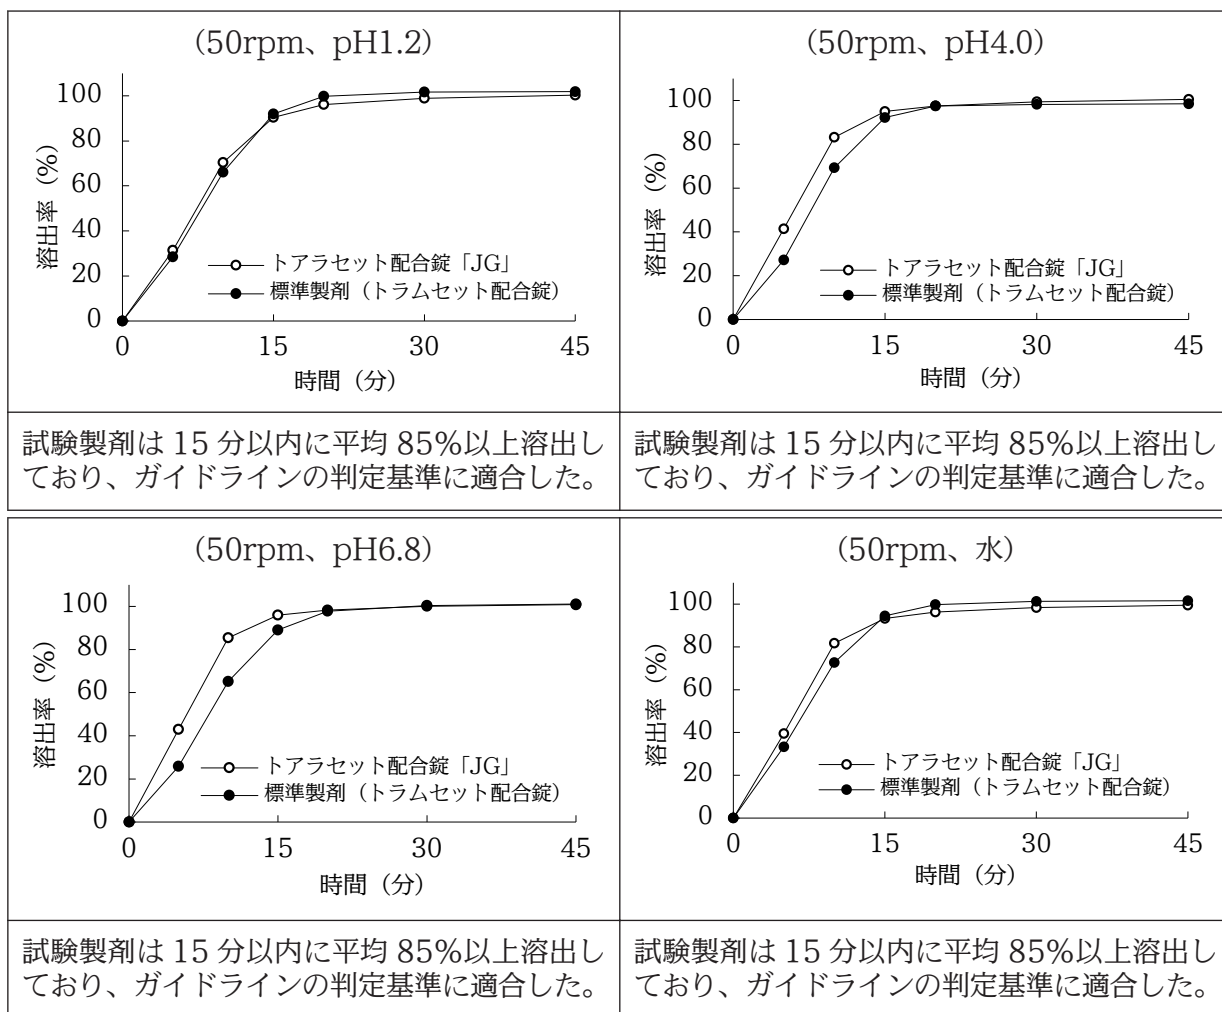 (50rpm、pH1.2)
溶出率 (%)
100
80
60
40
20
0
トアラセット配合錠「JG」
標準製剤（トラムセット配合錠）
0 15 30 45
時間（分）
試験製剤は 15 分以内に平均 85%以上溶出し
ており、ガイドラインの判定基準に適合した。
(50rpm、pH4.0)
溶出率 (%)
100
80
60
40
20
0
トアラセット配合錠「JG」
標準製剤（トラムセット配合錠）
0 15 30 45
時間（分）
試験製剤は 15 分以内に平均 85%以上溶出し
ており、ガイドラインの判定基準に適合した。
(50rpm、pH6.8)
溶出率 (%)
100
80
60
40
20
0
トアラセット配合錠「JG」
標準製剤（トラムセット配合錠）
0 15 30 45
時間（分）
試験製剤は 15 分以内に平均 85%以上溶出し
ており、ガイドラインの判定基準に適合した。
(50rpm、水)
溶出率 (%)
100
80
60
40
20
0
トアラセット配合錠「JG」
標準製剤（トラムセット配合錠）
0 15 30 45
時間（分）
試験製剤は 15 分以内に平均 85%以上溶出し
ており、ガイドラインの判定基準に適合した。